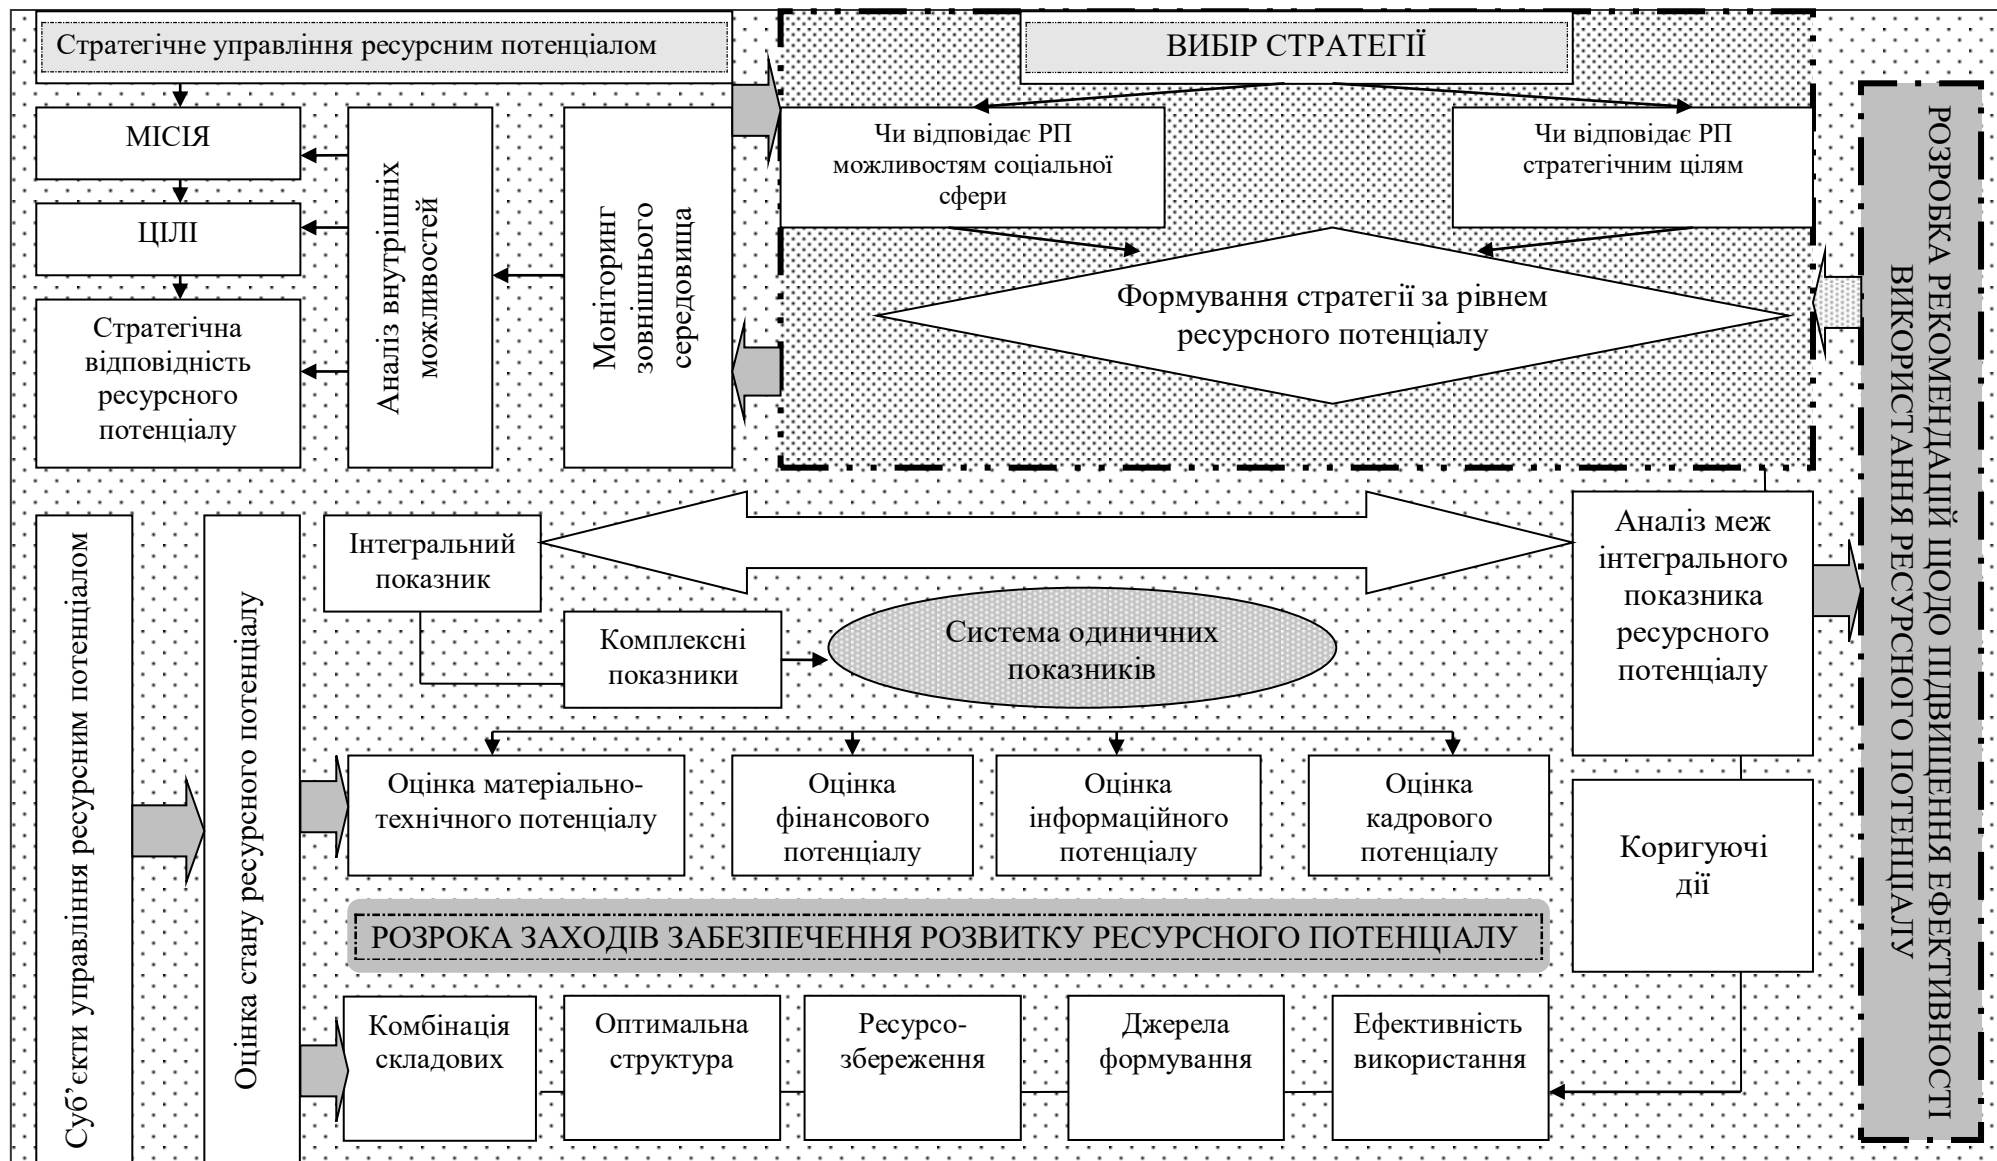 Стратегічне управління ресурсним потенціалом
ВИБІР СТРАТЕГІЇ
МІСІЯ
ЦІЛІ
Стратегічна
відповідність
ресурсного
потенціалу
Аналіз внутрішніх
можливостей
Моніторинг
зовнішнього
середовища
Чи відповідає РП
можливостям соціальної
сфери
Чи відповідає РП
стратегічним цілям
Формування стратегії за рівнем
ресурсного потенціалу
РОЗРОБКА РЕКОМЕНДАЦІЙ ЩОДО ПІДВИЩЕННЯ ЕФЕКТИВНОСТІ
ВИКОРИСТАННЯ РЕСУРСНОГО ПОТЕНЦІАЛУ
Суб’єкти управління ресурсним потенціалом
Оцінка стану ресурсного потенціалу
Інтегральний
показник
Комплексні
показники
Система одиничних
показників
Аналіз меж
інтегрального
показника
ресурсного
потенціалу
Оцінка матеріально-
технічного потенціалу
Оцінка
фінансового
потенціалу
Оцінка
інформаційного
потенціалу
Оцінка
кадрового
потенціалу
Коригуючі
дії
РОЗРОКА ЗАХОДІВ ЗАБЕЗПЕЧЕННЯ РОЗВИТКУ РЕСУРСНОГО ПОТЕНЦІАЛУ
Комбінація
складових
Оптимальна
структура
Ресурсо-
збереження
Джерела
формування
Ефективність
використання